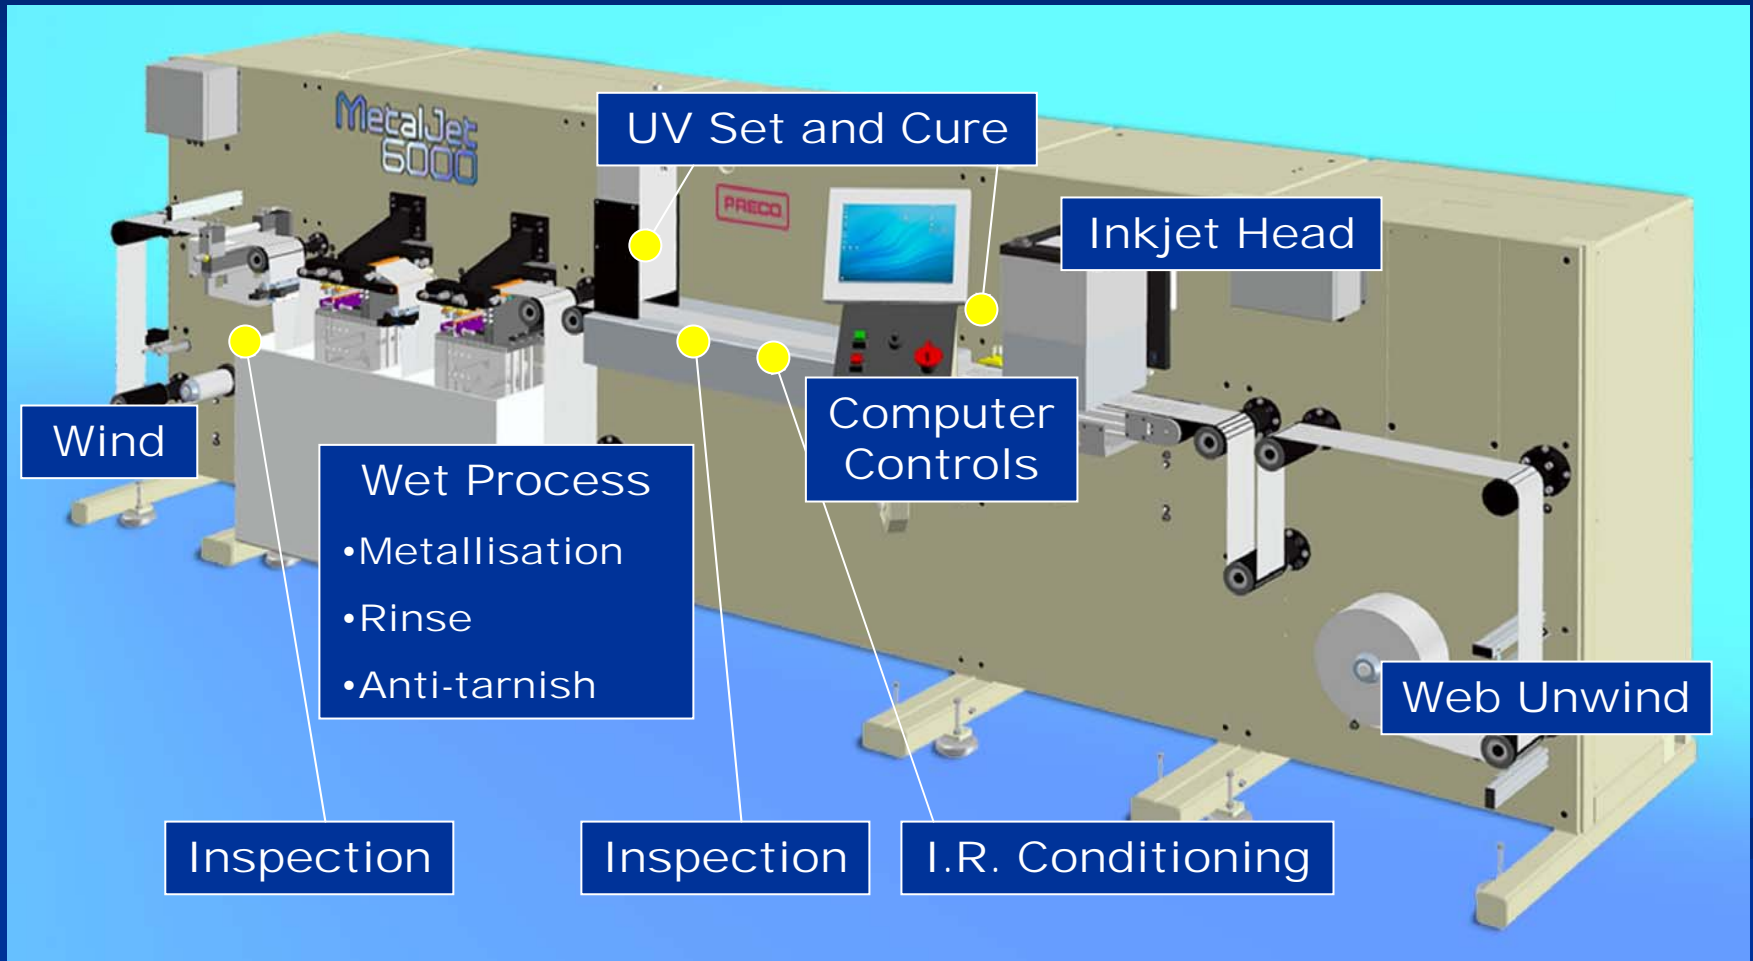 MetalJet
6000
UV Set and Cure
PRECO
Inkjet Head
Wind
Computer
Controls
Wet Process
•Metallisation
•Rinse
•Anti-tarnish
Web Unwind
Inspection
Inspection
I.R. Conditioning